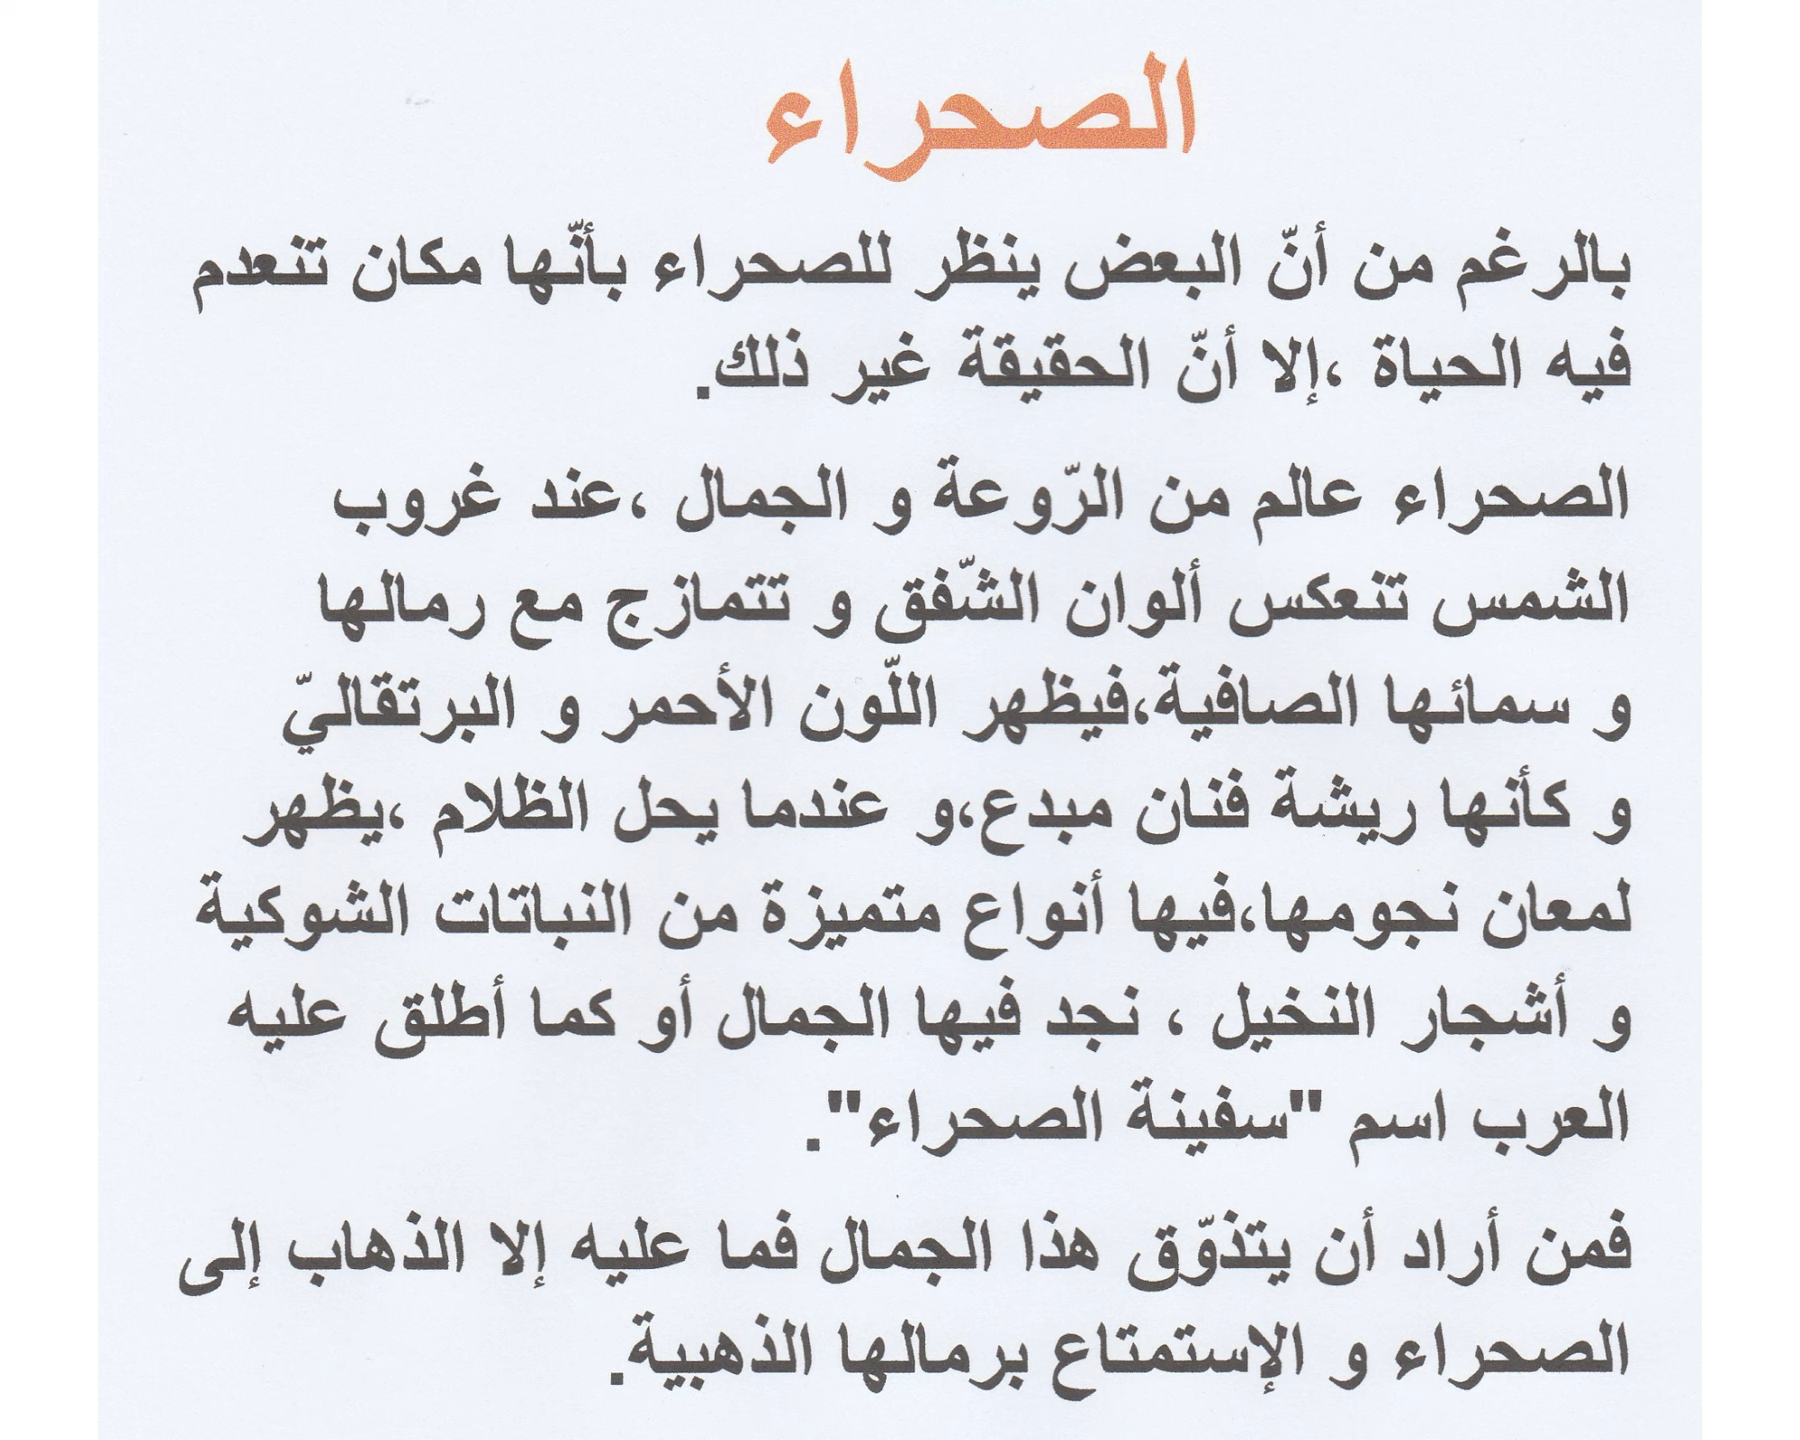 الصحراء
بالرغم من أنّ البعض ينظر للصحراء بأنّها مكان تنعدم
فيه الحياة ،إلا أنّ الحقيقة غير ذلك.
الصحراء عالم من الرّوعة و الجمال ،عند غروب
الشمس تنعكس ألوان الشّفق و تتمازج مع رمالها
و سمائها الصافية،فيظهر اللّون الأحمر و البرتقاليّ
و كأنها ريشة فنان مبدع،و عندما يحل الظلام ،يظهر
لمعان نجومها،فيها أنواع متميزة من النباتات الشوكية
و أشجار النخيل ، نجد فيها الجمال أو كما أطلق عليه
العرب اسم "سفينة الصحراء".
فمن أراد أن يتذوّق هذا الجمال فما عليه إلا الذهاب إلى
الصحراء و الإستمتاع برمالها الذهبية.